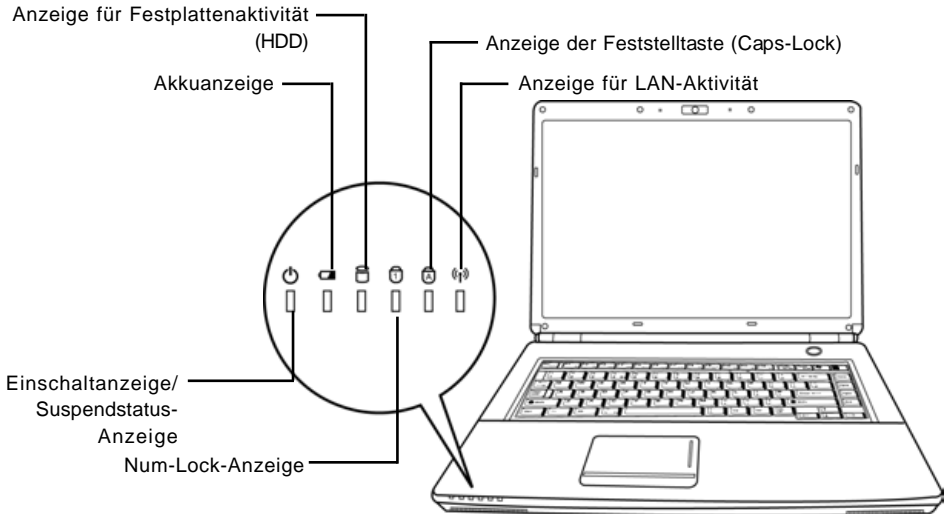 Anzeige für Festplattenaktivität
(HDD)
Anzeige der Feststelltaste (Caps-Lock)
Akkuanzeige
Anzeige für LAN-Aktivität
1
A
Einschaltanzeige/
Suspendstatus-
Anzeige
Num-Lock-Anzeige